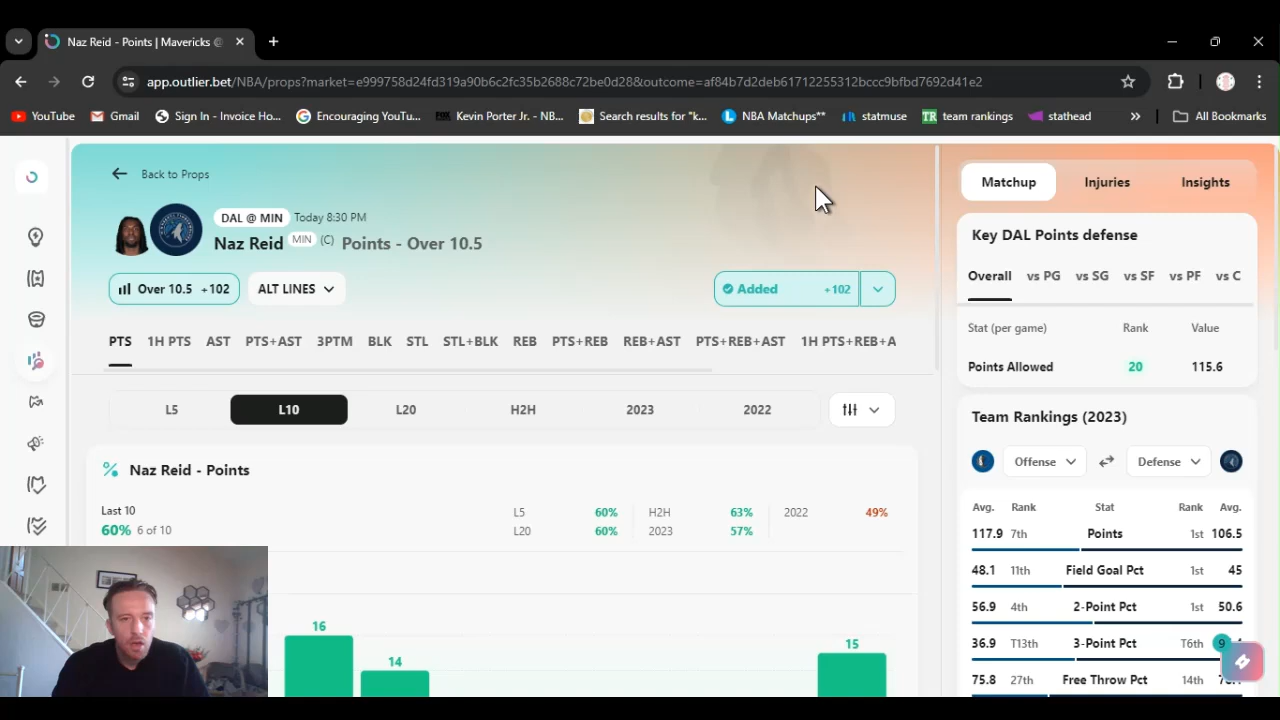 Naz Reid - Points | Mavericks @
app.outlier.bet/NBA/props?market=e999758d24fd319a90b6c2fc35b2688c72be0d28&outcome=af84b7d2deb61712255312bccc9bfbd7692d41e2
YouTube Gmail Sign In - Invoice Ho... Encouraging YouTu... Kevin Porter Jr. - NB... Search results for "k... NBA Matchups** statmuse TR team rankings stathead » All Bookmarks
Back to Props
DAL @ MIN Today 8:30 PM
Naz Reid MIN (C) Points - Over 10.5
Over 10.5 +102 ALT LINES Added +102
PTS 1H PTS AST PTS+AST 3PTM BLK STL STL+BLK REB PTS+REB REB+AST PTS+REB+AST 1H PTS+REB+A
L5 L10 L20 H2H 2023 2022
Naz Reid - Points
Last 10
60% 6 of 10
L5 60% H2H 63% 2022 49%
L20 60% 2023 57%
16
14
15
Matchup Injuries Insights
Key DAL Points defense
Overall vs PG vs SG vs SF vs PF vs C
Stat (per game) Rank Value
Points Allowed 20 115.6
Team Rankings (2023)
Offense Defense
Avg. Rank Stat Rank Avg.
117.9 7th Points 1st 106.5
48.1 11th Field Goal Pct 1st 45
56.9 4th 2-Point Pct 1st 50.6
36.9 T13th 3-Point Pct T6th 9
75.8 27th Free Throw Pct 14th